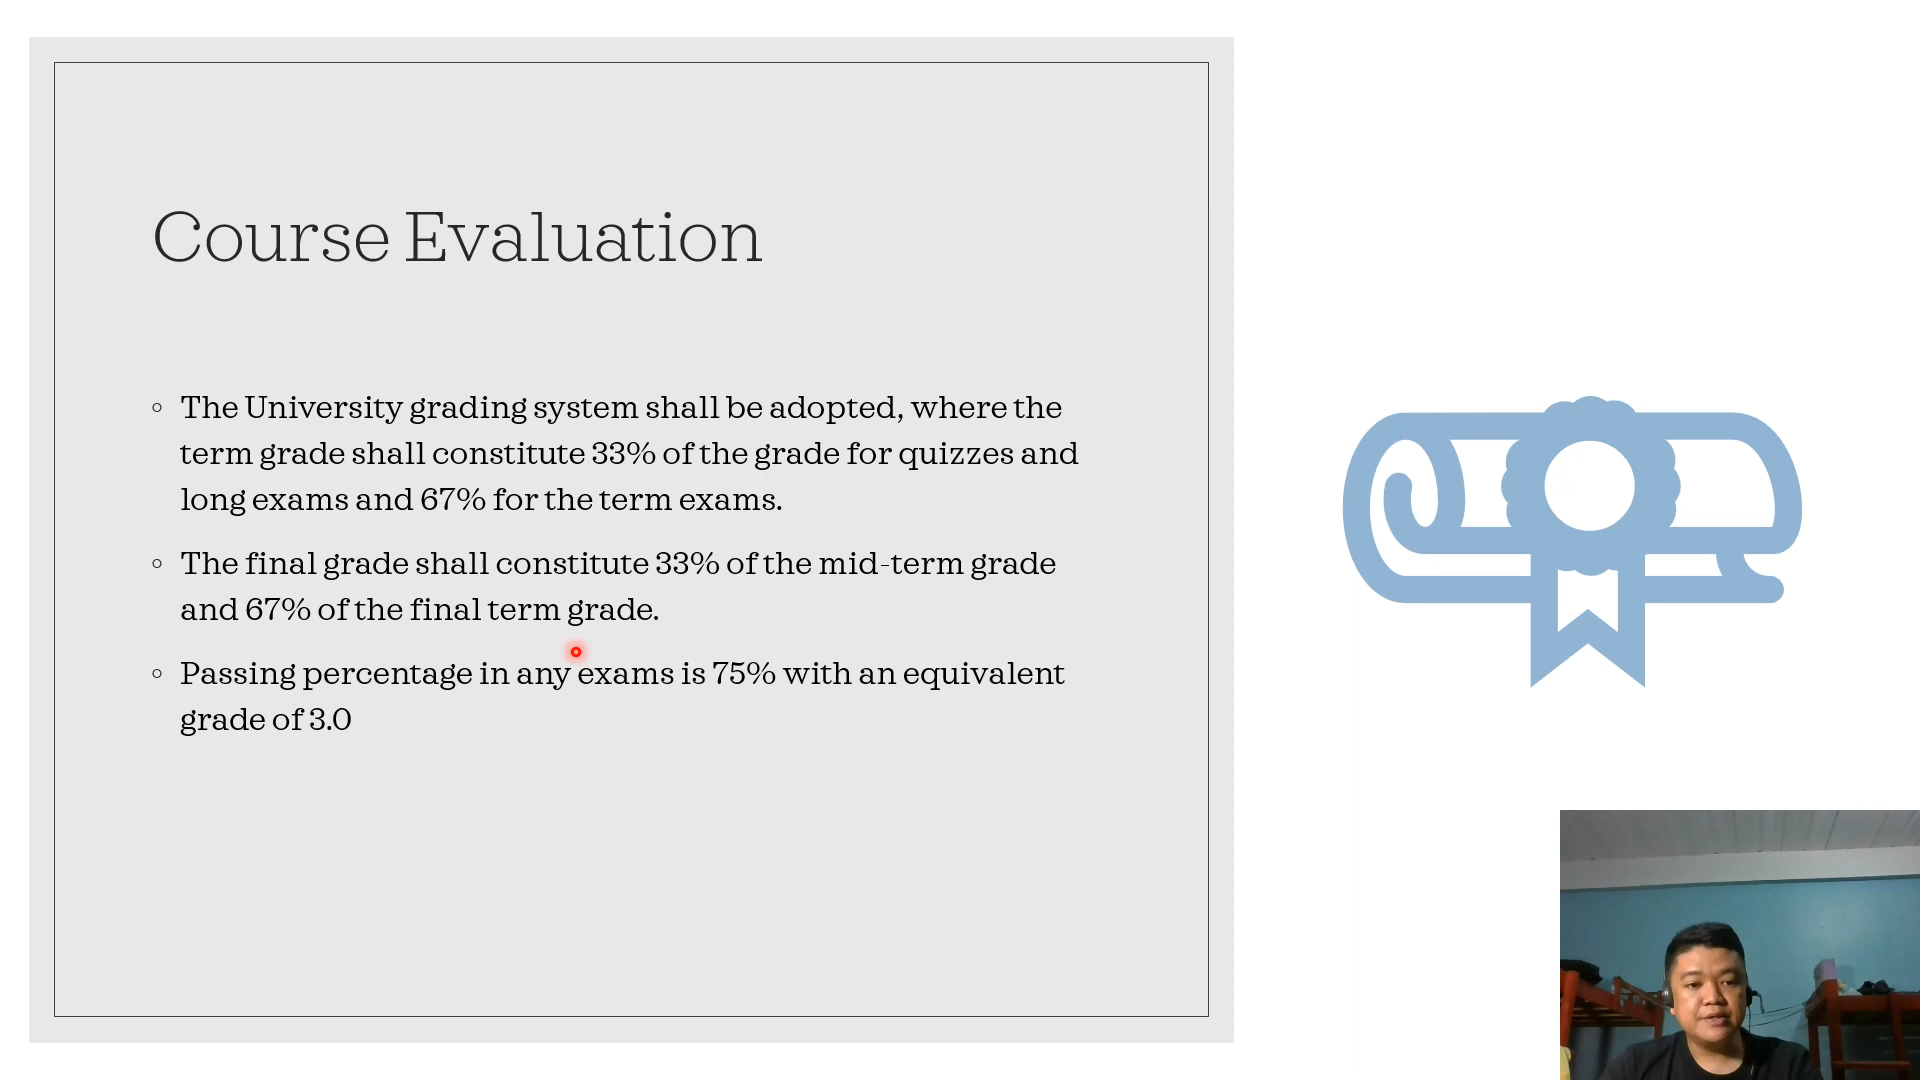 Course Evaluation
The University grading system shall be adopted, where the
term grade shall constitute 33% of the grade for quizzes and
long exams and 67% for the term exams.
The final grade shall constitute 33% of the mid-term grade
and 67% of the final term grade.
Passing percentage in any exams is 75% with an equivalent
grade of 3.0